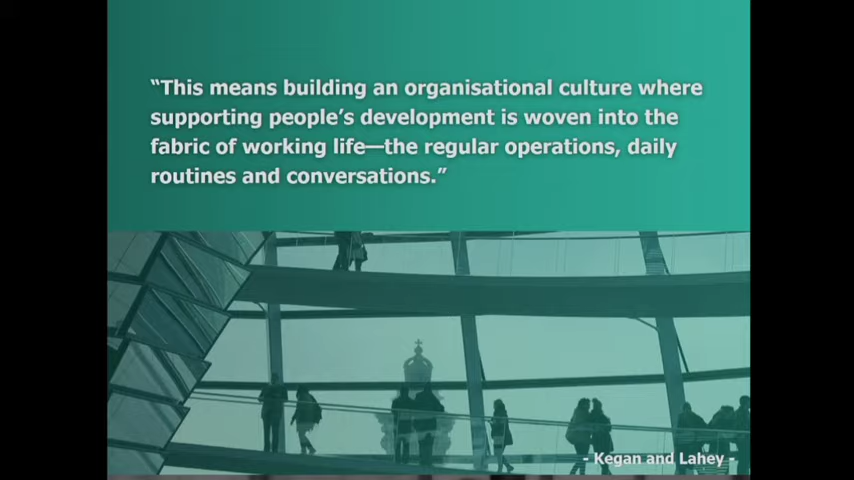 “This means building an organisational culture where
supporting people’s development is woven into the
fabric of working life—the regular operations, daily
routines and conversations.”
- Kegan and Lahey -